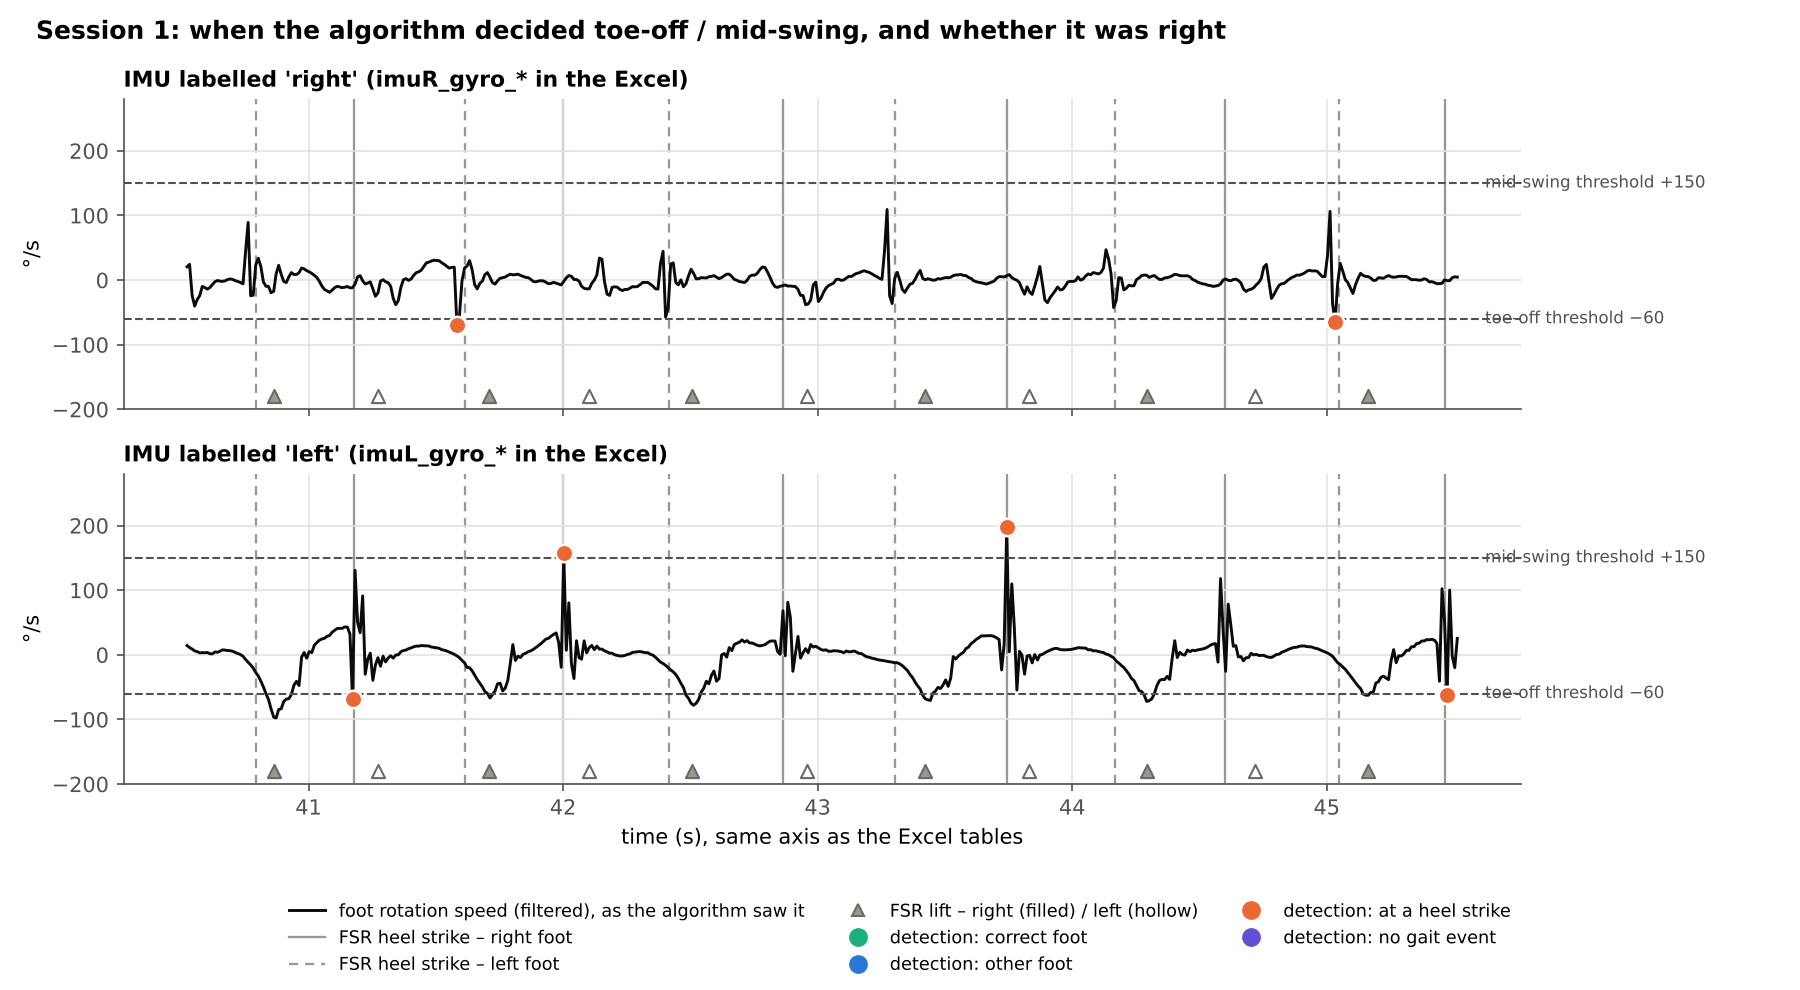 Session 1: when the algorithm decided toe-off / mid-swing, and whether it was right
IMU labelled 'right' (imuR_gyro_* in the Excel)
200
100
0
−100
−200
°/s
mid-swing threshold +150
toe-off threshold −60
IMU labelled 'left' (imuL_gyro_* in the Excel)
200
100
0
−100
−200
°/s
mid-swing threshold +150
toe-off threshold −60
41 42 43 44 45
time (s), same axis as the Excel tables
foot rotation speed (filtered), as the algorithm saw it
FSR heel strike – right foot
FSR heel strike – left foot
FSR lift – right (filled) / left (hollow)
detection: correct foot
detection: other foot
detection: at a heel strike
detection: no gait event